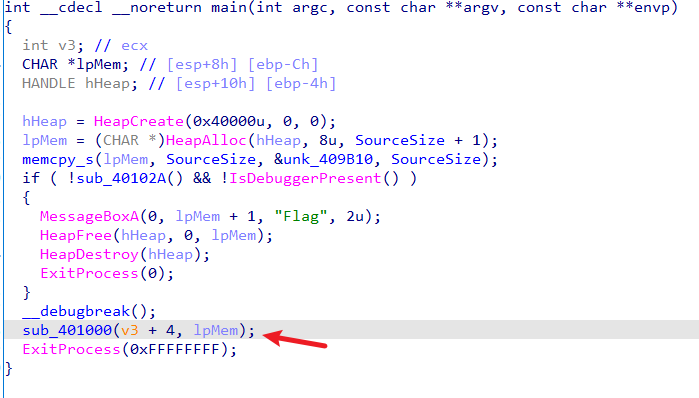 int __cdecl __noreturn main(int argc, const char **argv, const char **envp)
{
  int v3; // ecx
  CHAR *lpMem; // [esp+8h] [ebp-Ch]
  HANDLE hHeap; // [esp+10h] [ebp-4h]

  hHeap = HeapCreate(0x40000u, 0, 0);
  lpMem = (CHAR *)HeapAlloc(hHeap, 8u, SourceSize + 1);
  memcpy_s(lpMem, SourceSize, &unk_409B10, SourceSize);
  if ( !sub_40102A() && !IsDebuggerPresent() )
  {
    MessageBoxA(0, lpMem + 1, "Flag", 2u);
    HeapFree(hHeap, 0, lpMem);
    HeapDestroy(hHeap);
    ExitProcess(0);
  }
  __debugbreak();
  sub_401000(v3 + 4, lpMem);
  ExitProcess(0xFFFFFFFF);
}